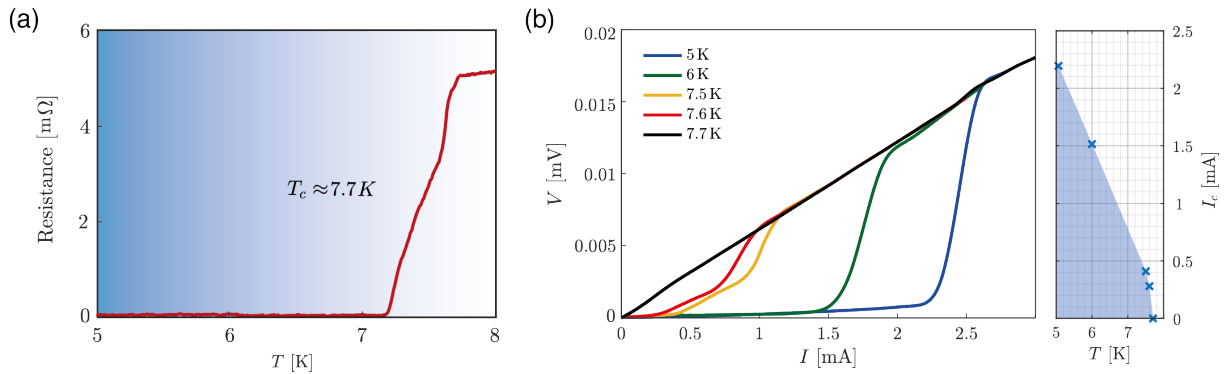 (a)
6
4
2
0
Resistance [mΩ]
T_c ≈ 7.7 K
5
6
7
8
T [K]
(b)
0.02
0.015
0.01
0.005
0
V [mV]
5 K
6 K
7.5 K
7.6 K
7.7 K
0
0.5
1
1.5
2
2.5
I [mA]
2.5
2
1.5
1
0.5
0
I_c [mA]
5
6
7
T [K]